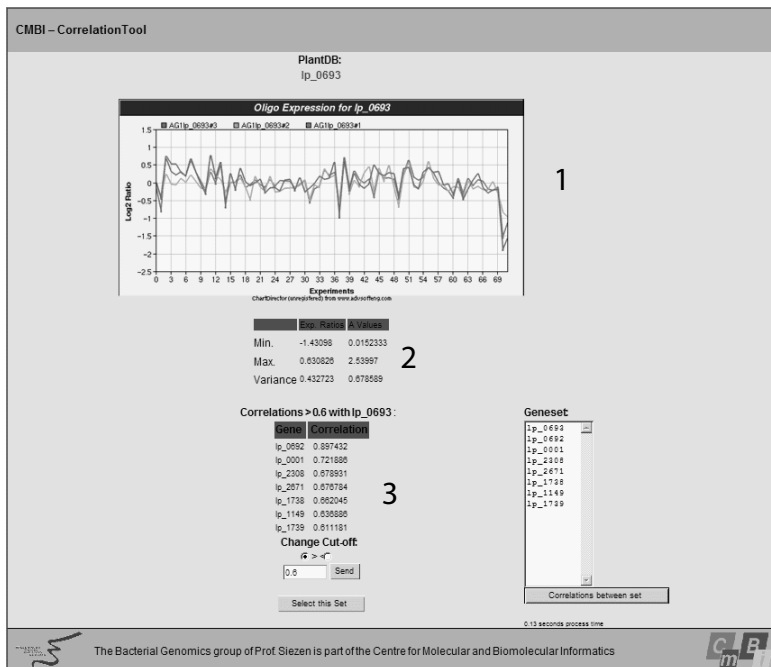 CMBI – CorrelationTool
PlantDB:
lp_0693
Oligo Expression for lp_0693
AG1lp_0693#3 AG1lp_0693#2 AG1lp_0693#1
Log2 Ratio
1.5
1
0.5
0
-0.5
-1
-1.5
-2
-2.5
0 3 6 9 12 15 18 21 24 27 30 33 36 39 42 45 48 51 54 57 60 63 66 69
Experiments
ChartDirector (unregistered) from www.advsofteng.com
1
Exp. Ratios A Values
Min. -1.43098 0.0152333
Max. 0.630826 2.53997
Variance 0.432723 0.678589
2
Correlations > 0.6 with lp_0693 :
Gene Correlation
lp_0692 0.897432
lp_0001 0.721886
lp_2308 0.678931
lp_2671 0.676784
lp_1738 0.662045
lp_1149 0.636886
lp_1739 0.611181
3
Change Cut-off:
> <
0.6 Send
Select this Set
Geneset:
lp_0693
lp_0692
lp_0001
lp_2308
lp_2671
lp_1738
lp_1149
lp_1739
Correlations between set
0.13 seconds process time
The Bacterial Genomics group of Prof. Siezen is part of the Centre for Molecular and Biomolecular Informatics
C m B i